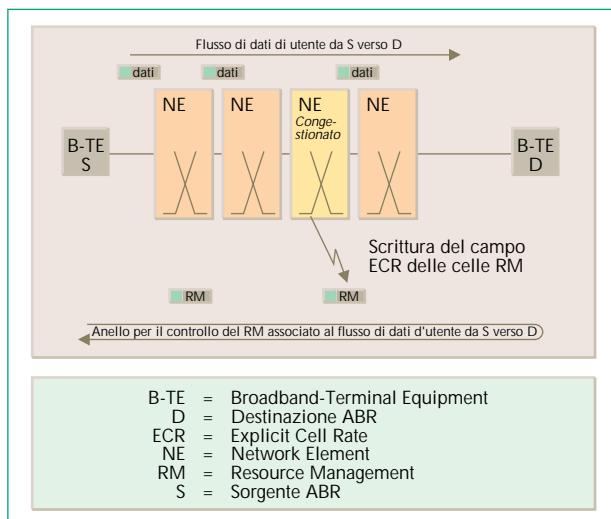 Flusso di dati di utente da S verso D
dati dati dati
NE NE NE NE
Conge-
stionato
B-TE
S
B-TE
D
Scrittura del campo
ECR delle celle RM
RM RM
Anello per il controllo del RM associato al flusso di dati d'utente da S verso D
B-TE = Broadband-Terminal Equipment
D = Destinazione ABR
ECR = Explicit Cell Rate
NE = Network Element
RM = Resource Management
S = Sorgente ABR